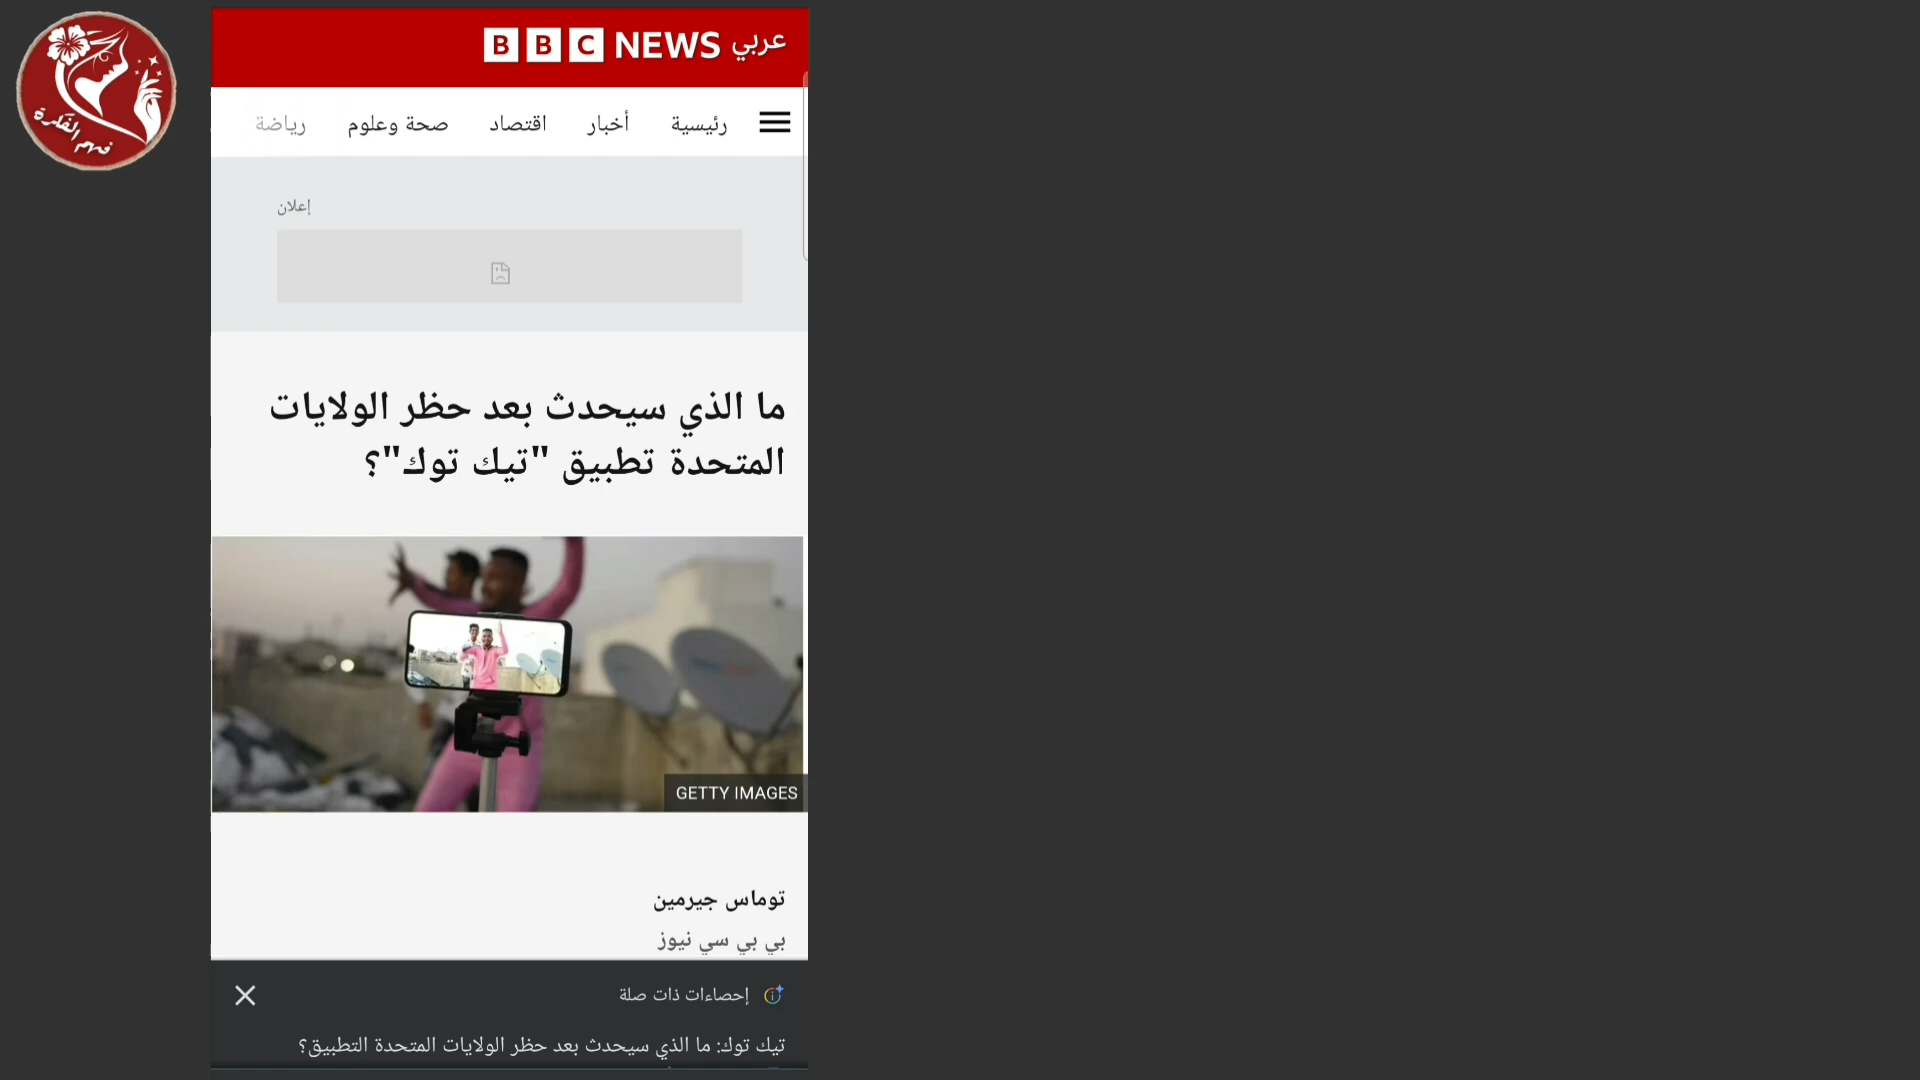 فهم الفكرة
BBC NEWS عربي
رئيسية أخبار اقتصاد صحة وعلوم رياضة
إعلان
ما الذي سيحدث بعد حظر الولايات
المتحدة تطبيق "تيك توك"؟
GETTY IMAGES
توماس جيرمين
بي بي سي نيوز
إحصاءات ذات صلة
تيك توك: ما الذي سيحدث بعد حظر الولايات المتحدة التطبيق؟